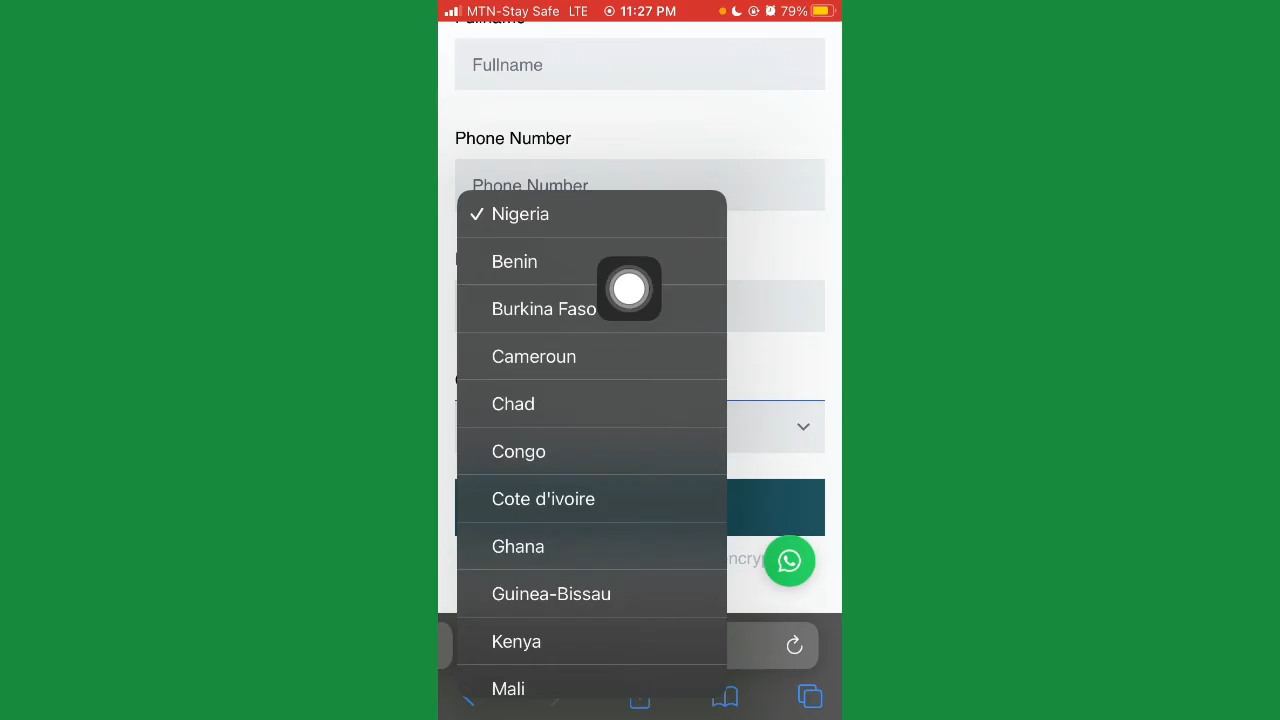 MTN-Stay Safe LTE 11:27 PM 79%
Fullname
Fullname
Phone Number
Phone Number
Nigeria
Benin
Burkina Faso
Cameroun
Chad
Congo
Cote d'ivoire
Ghana
Guinea-Bissau
Kenya
Mali